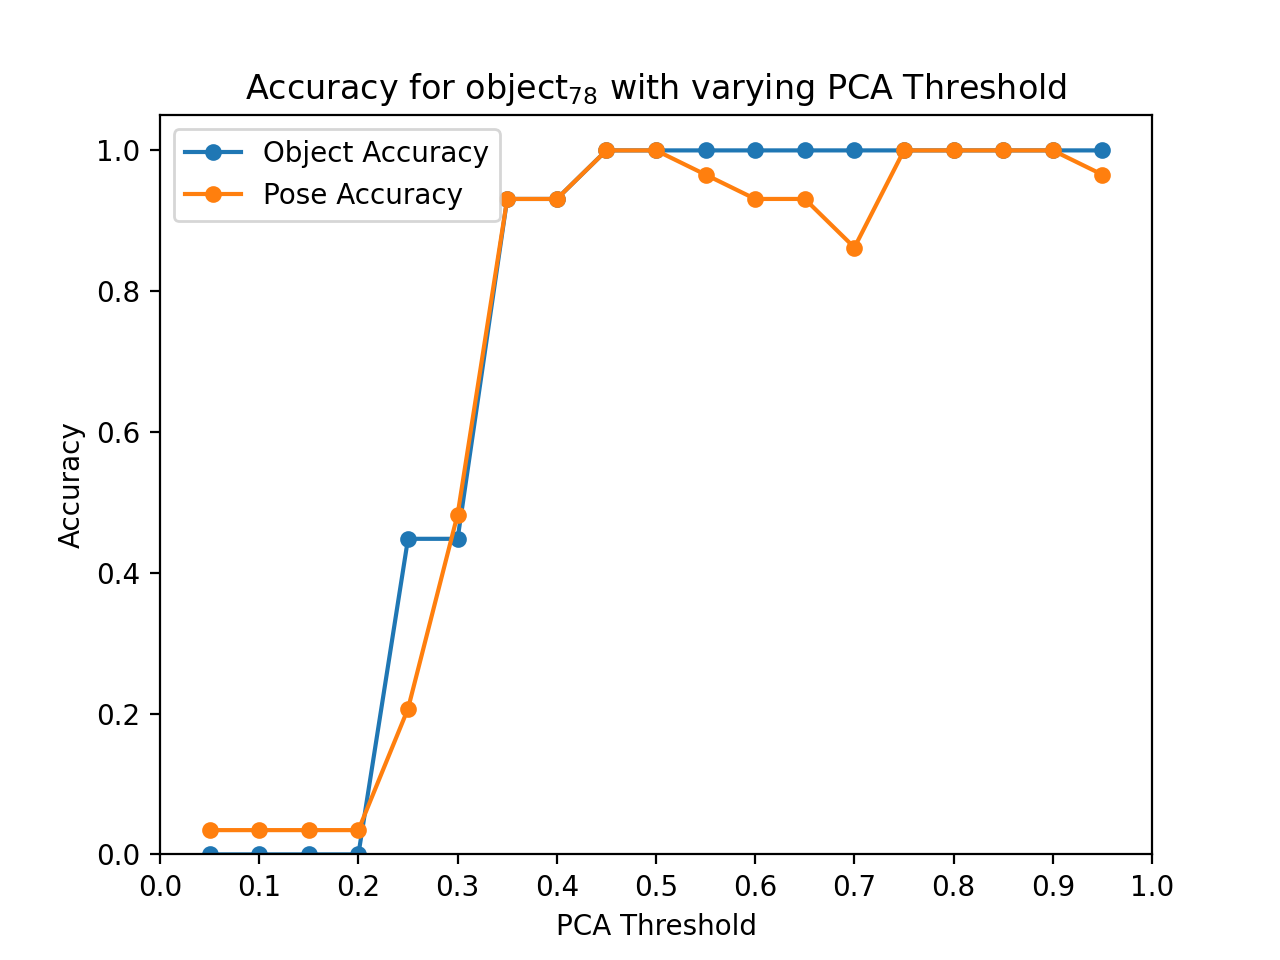 Accuracy for object₇₈ with varying PCA Threshold
Object Accuracy
Pose Accuracy
1.0
0.8
0.6
0.4
0.2
0.0
Accuracy
0.0 0.1 0.2 0.3 0.4 0.5 0.6 0.7 0.8 0.9 1.0
PCA Threshold